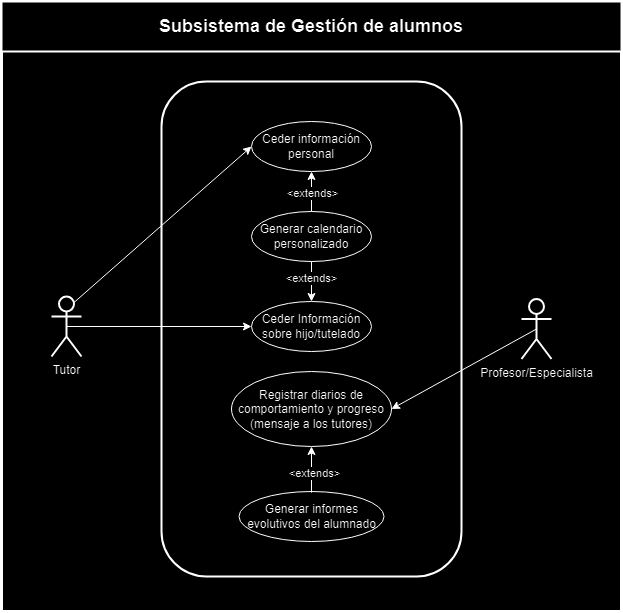 Subsistema de Gestión de alumnos
Ceder información
personal
<extends>
Generar calendario
personalizado
<extends>
Ceder Información
sobre hijo/tutelado
Tutor
Profesor/Especialista
Registrar diarios de
comportamiento y progreso
(mensaje a los tutores)
<extends>
Generar informes
evolutivos del alumnado